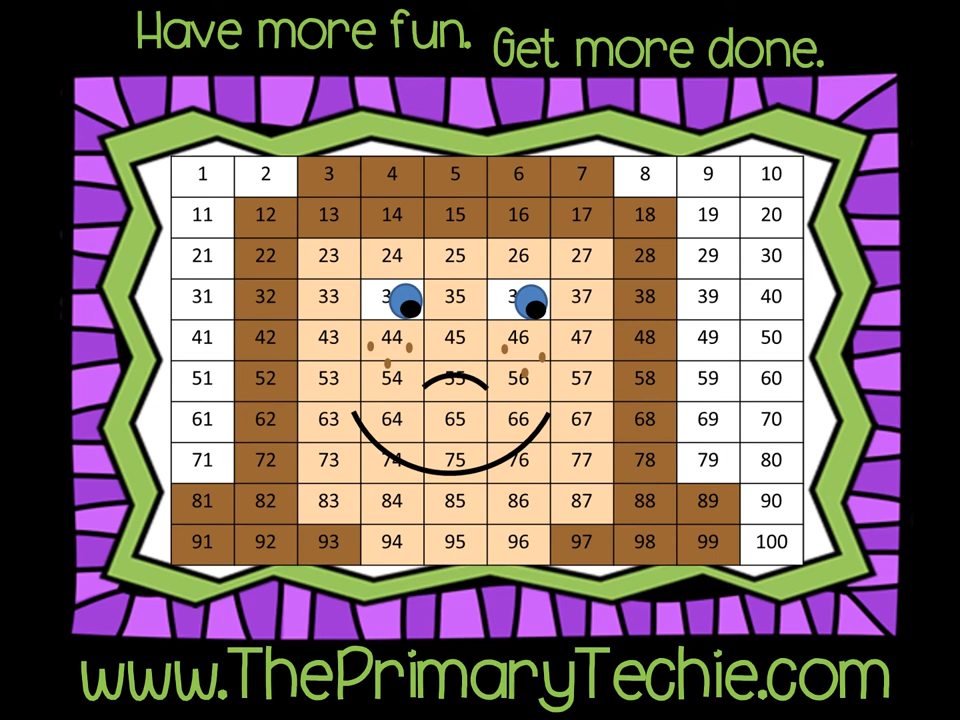 Have more fun. Get more done.
1 2 3 4 5 6 7 8 9 10
11 12 13 14 15 16 17 18 19 20
21 22 23 24 25 26 27 28 29 30
31 32 33 35 37 38 39 40
41 42 43 44 45 46 47 48 49 50
51 52 53 54 55 56 57 58 59 60
61 62 63 64 65 66 67 68 69 70
71 72 73 74 75 76 77 78 79 80
81 82 83 84 85 86 87 88 89 90
91 92 93 94 95 96 97 98 99 100
www.ThePrimaryTechie.com